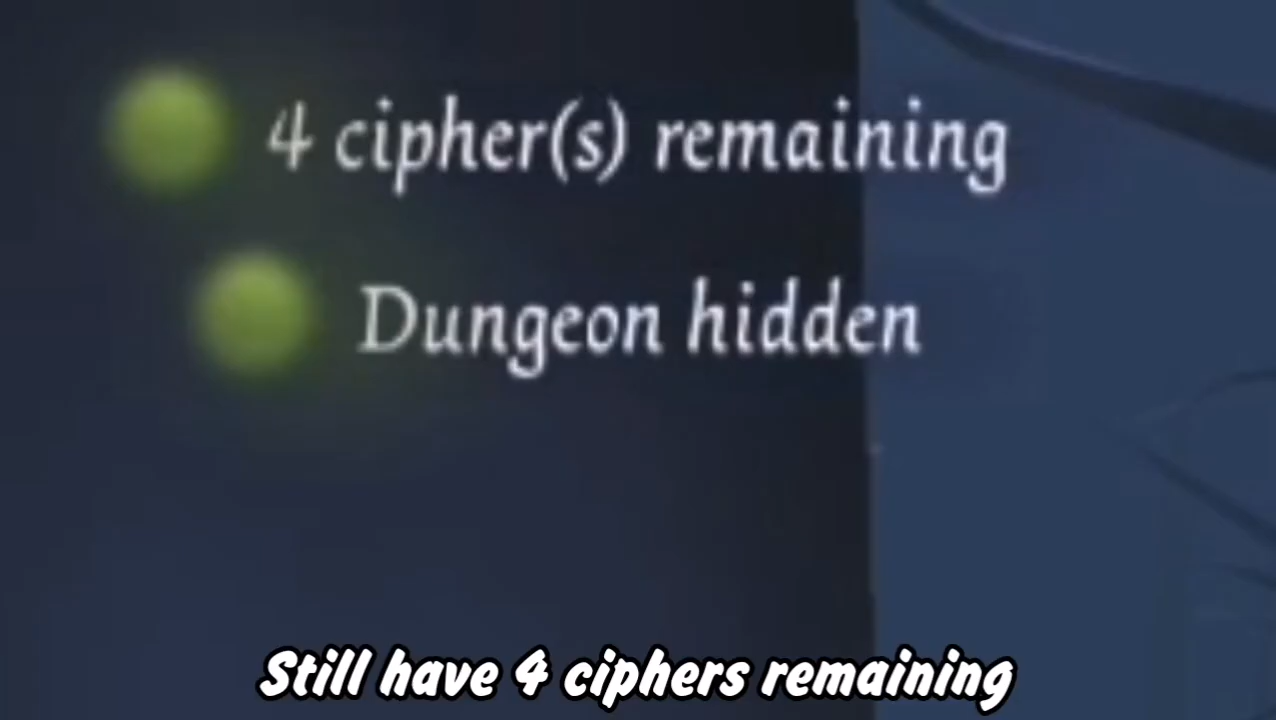 4 cipher(s) remaining
Dungeon hidden
Still have 4 ciphers remaining